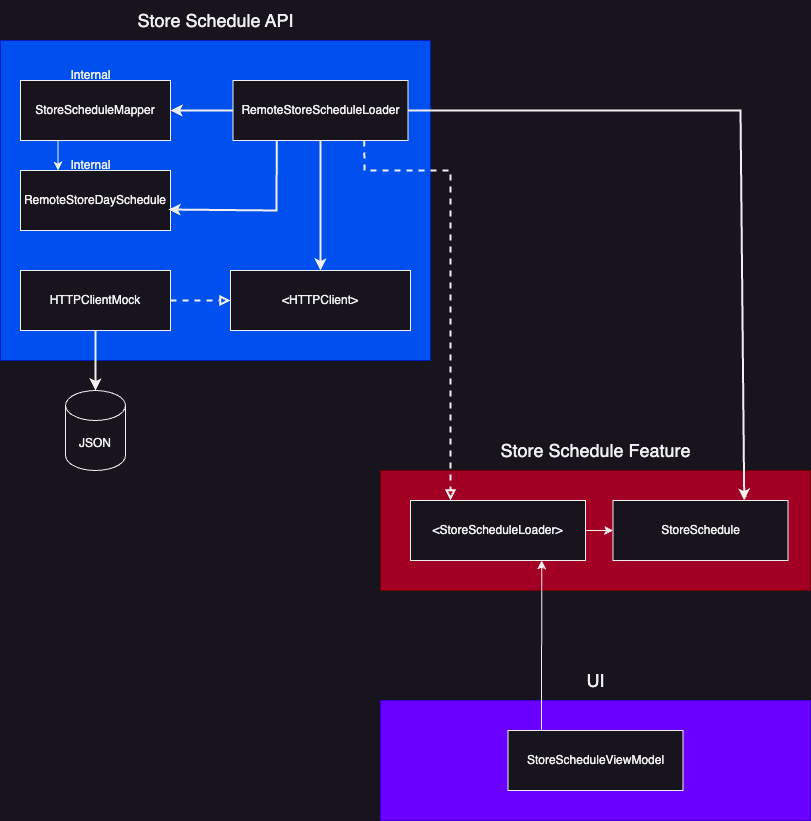 Store Schedule API
Internal
StoreScheduleMapper
RemoteStoreScheduleLoader
Internal
RemoteStoreDaySchedule
HTTPClientMock
<HTTPClient>
JSON
Store Schedule Feature
<StoreScheduleLoader>
StoreSchedule
UI
StoreScheduleViewModel